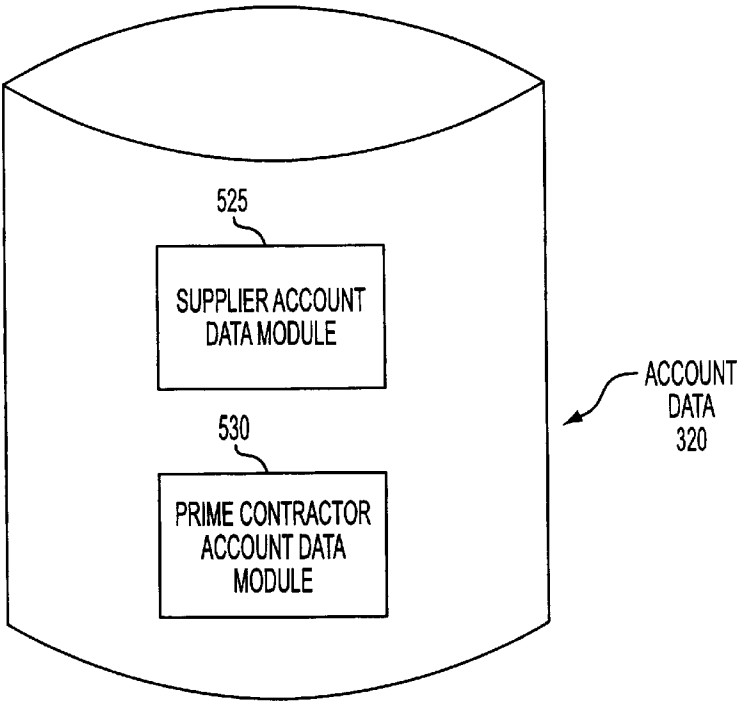 525
SUPPLIER ACCOUNT
DATA MODULE
ACCOUNT
DATA
320
530
PRIME CONTRACTOR
ACCOUNT DATA
MODULE